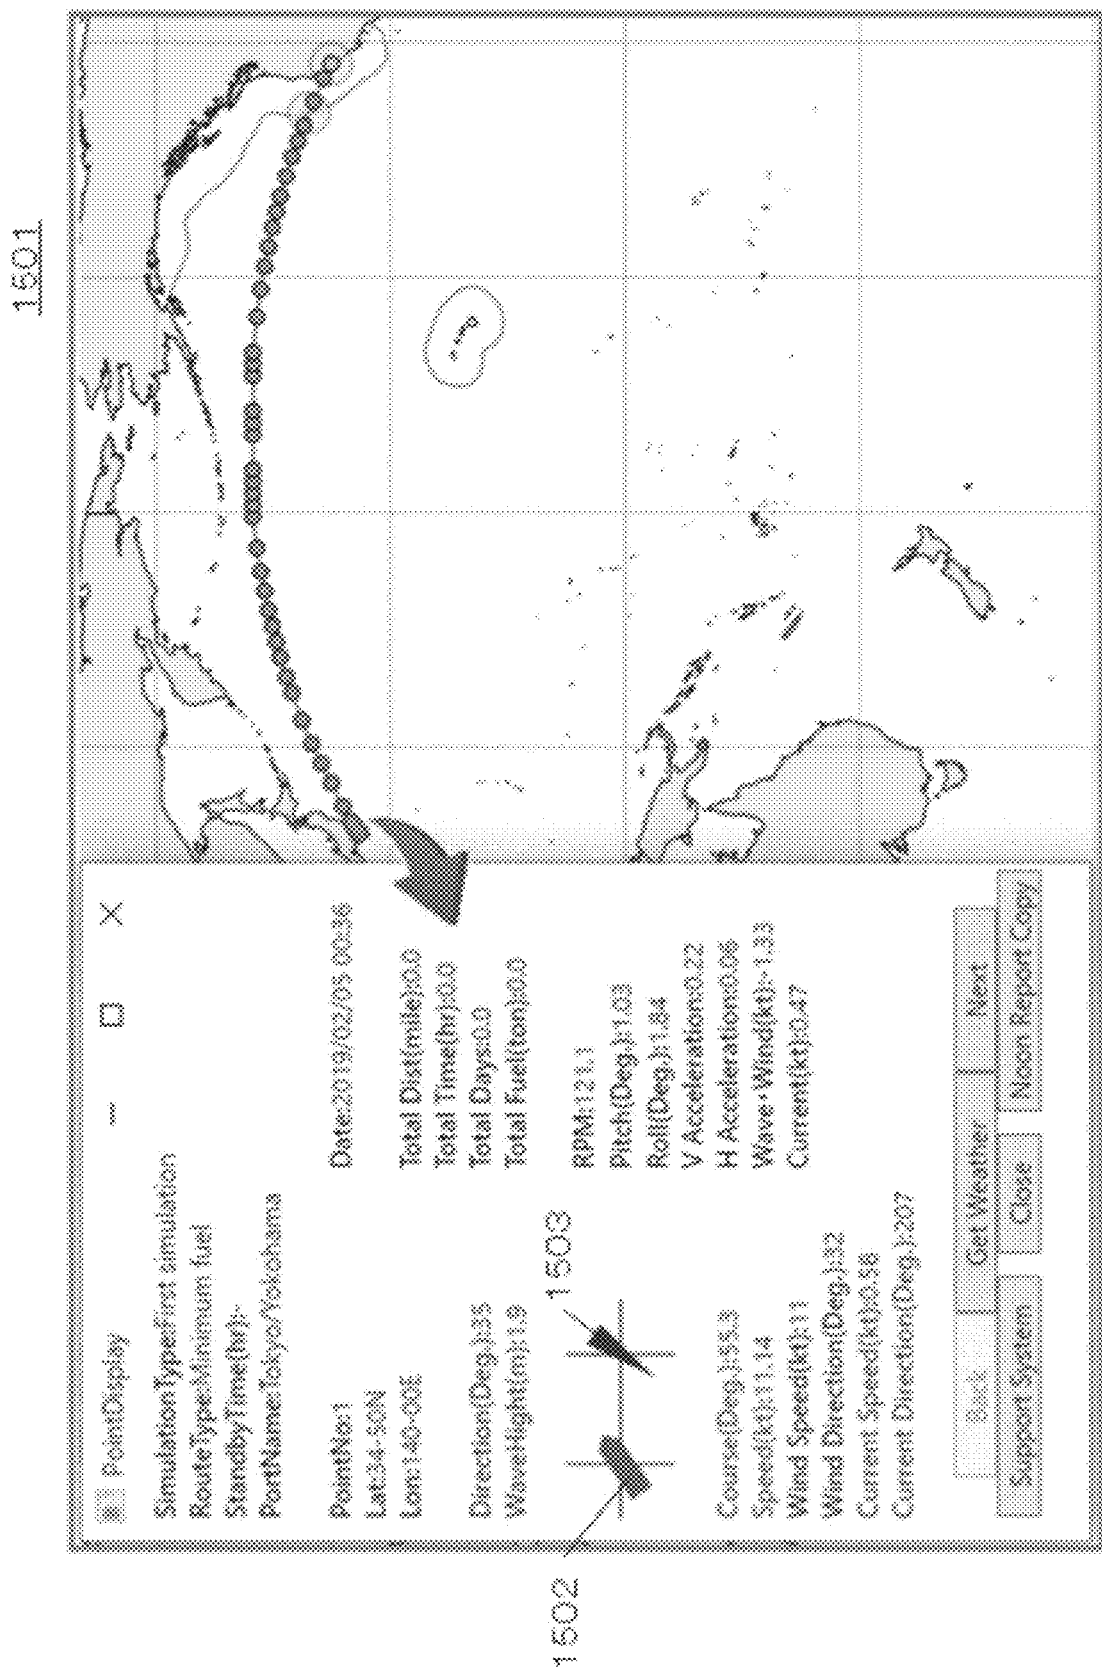 1501
PointDisplay
SimulationType:First simulation
RouteType:Minimum fuel
StandbyTime(hr):-
PortName:Tokyo/Yokohama
PointNo:1
Date:2019/02/05 00:36
Lat:34-50N
Lon:140-00E
Total Dist(mile):0.0
Total Time(hr):0.0
Total Days:0.0
Total Fuel(ton):0.0
Direction(Deg.):35
WaveHight(m):1.9
1502
1503
RPM:121.1
Pitch(Deg.):1.03
Roll(Deg.):1.84
V Acceleration:0.22
H Acceleration:0.06
Wave・Wind(kt):-1.33
Current(kt):0.47
Course(Deg.):55.3
Speed(kt):11.14
Wind Speed(kt):11
Wind Direction(Deg.):32
Current Speed(kt):0.58
Current Direction(Deg.):207
Back
Get Weather
Next
Support System
Close
Noon Report Copy